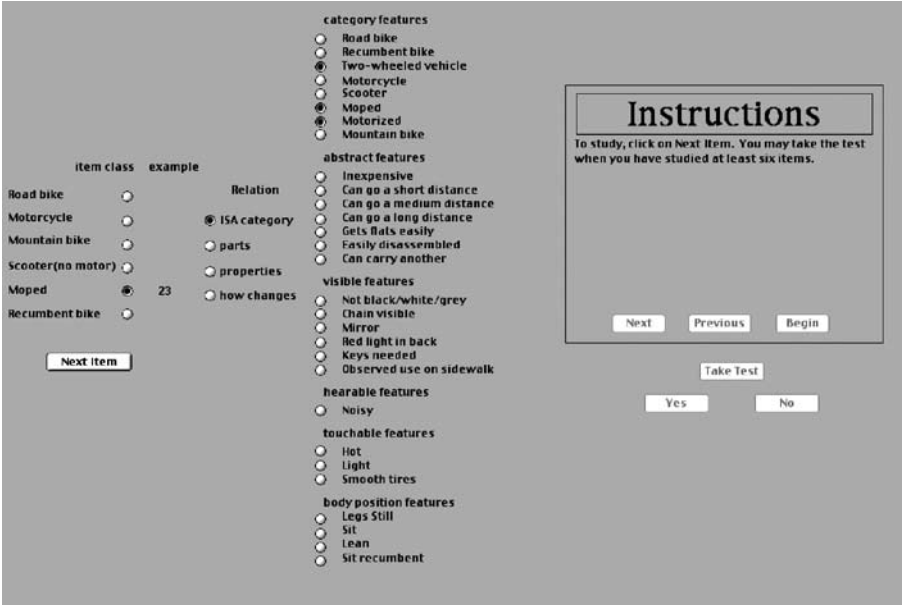 item class example
Road bike
Motorcycle
Mountain bike
Scooter(no motor)
Moped 23
Recumbent bike
Next Item
Relation
ISA category
parts
properties
how changes
category features
Road bike
Recumbent bike
Two-wheeled vehicle
Motorcycle
Scooter
Moped
Motorized
Mountain bike
abstract features
Inexpensive
Can go a short distance
Can go a medium distance
Can go a long distance
Gets flats easily
Easily disassembled
Can carry another
visible features
Not black/white/grey
Chain visible
Mirror
Red light in back
Keys needed
Observed use on sidewalk
hearable features
Noisy
touchable features
Hot
Light
Smooth tires
body position features
Legs Still
Sit
Lean
Sit recumbent
Instructions
To study, click on Next Item. You may take the test
when you have studied at least six items.
Next Previous Begin
Take Test
Yes No